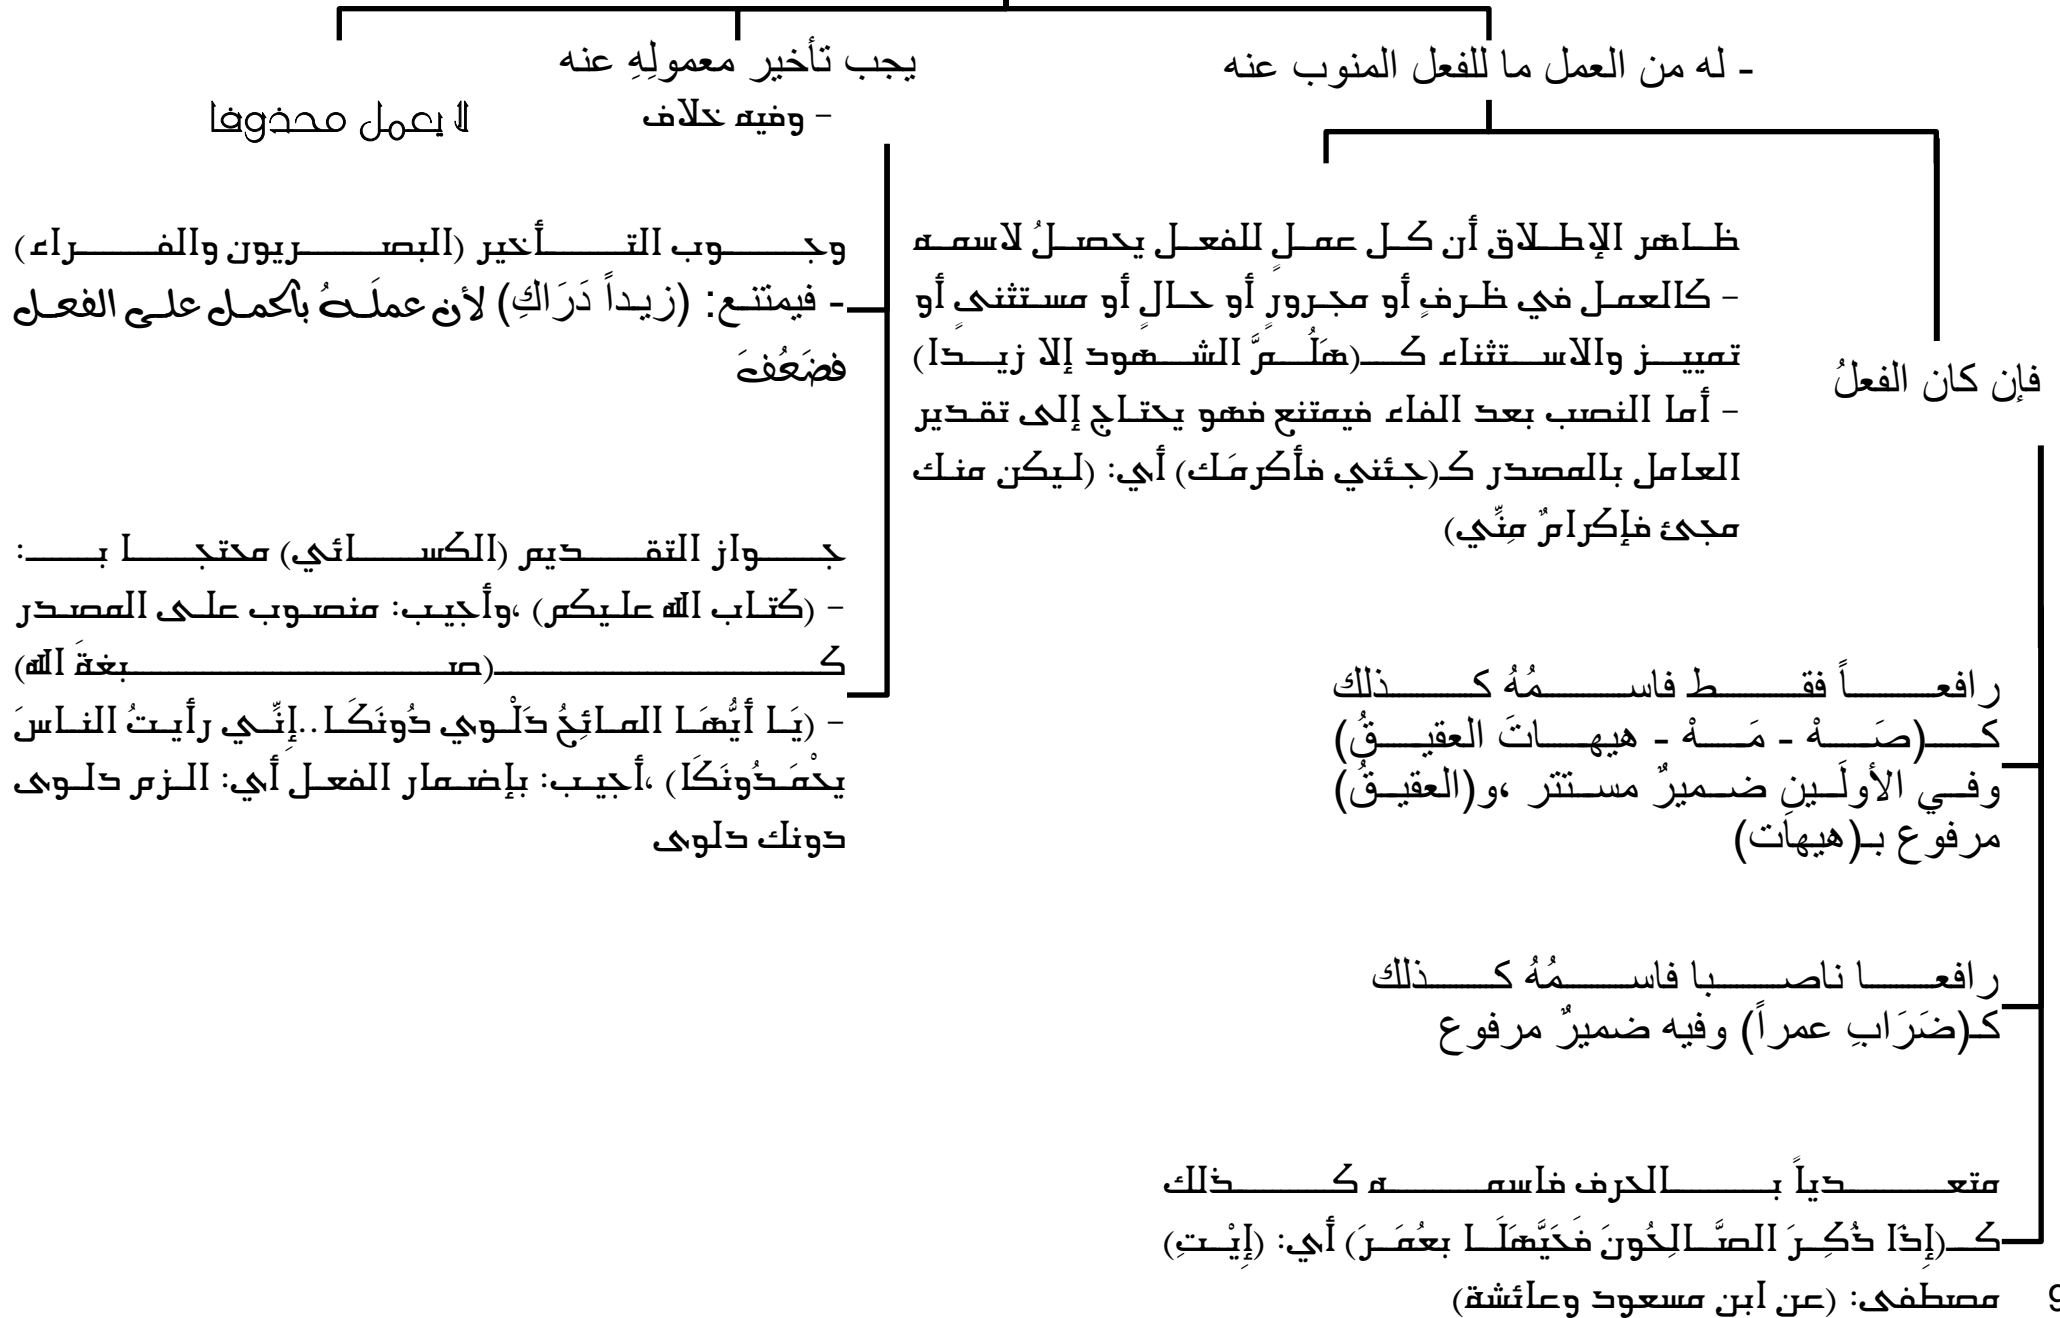 - له من العمل ما للفعل المنوب عنه
فإن كان الفعلُ
رافعاً فقط فاسمُهُ كذلك
كـ(صَهْ - مَهْ - هيهاتَ العقيقُ)
وفي الأولَينِ ضميرٌ مستتر ،و(العقيقُ)
مرفوع بـ(هيهات)
رافعا ناصبا فاسمُهُ كذلك
كـ(ضَرَابِ عمراً) وفيه ضميرٌ مرفوع
متعدياً بالحرف فاسمه كذلك
كـ(إِذَا ذُكِرَ الصَّالِحُونَ فَحَيَّهَلَا بعُمَرَ) أي: (إيْتِ)
مصطفى: (عن ابن مسعود وعائشة)
ظاهر الإطلاق أن كل عملٍ للفعل يحصلُ لاسمه
- كالعمل في ظرفٍ أو مجرورٍ أو حالٍ أو مستثنىٍ أو
تمييز والاستثناء كـ(هَلُمَّ الشهود إلا زيدا)
- أما النصب بعد الفاء فيمتنع فهو يحتاج إلى تقدير
العامل بالمصدر كـ(جئني فأكرمَك) أي: (ليكن منك
مجئ فإكرامٌ مِنِّي)
يجب تأخير معمولِهِ عنه
- وفيه خلاف
وجوب التأخير (البصريون والفراء)
- فيمتنع: (زيداً دَرَاكِ) لأن عملَهُ بالحمل على الفعل
فضَعُفَ
جواز التقديم (الكسائي) محتجا بـ:
- (كتاب الله عليكم) ،وأجيب: منصوب على المصدر
كـ(صبغةَ الله)
- (يَا أيُّهَا المائِحُ دَلْوي دُونَكَا..إنِّي رأيتُ الناسَ
يحْمَدُونَكَا) ،أجيب: بإضمار الفعل أي: الزم دلوى
دونك دلوى
لا يعمل محذوفا
9